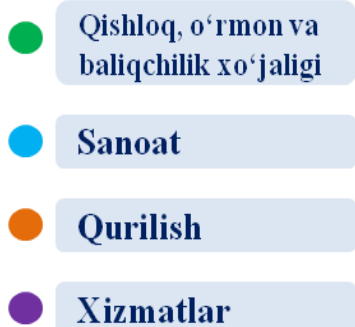 Qishloq, o‘rmon va
baliqchilik xo‘jaligi
Sanoat
Qurilish
Xizmatlar